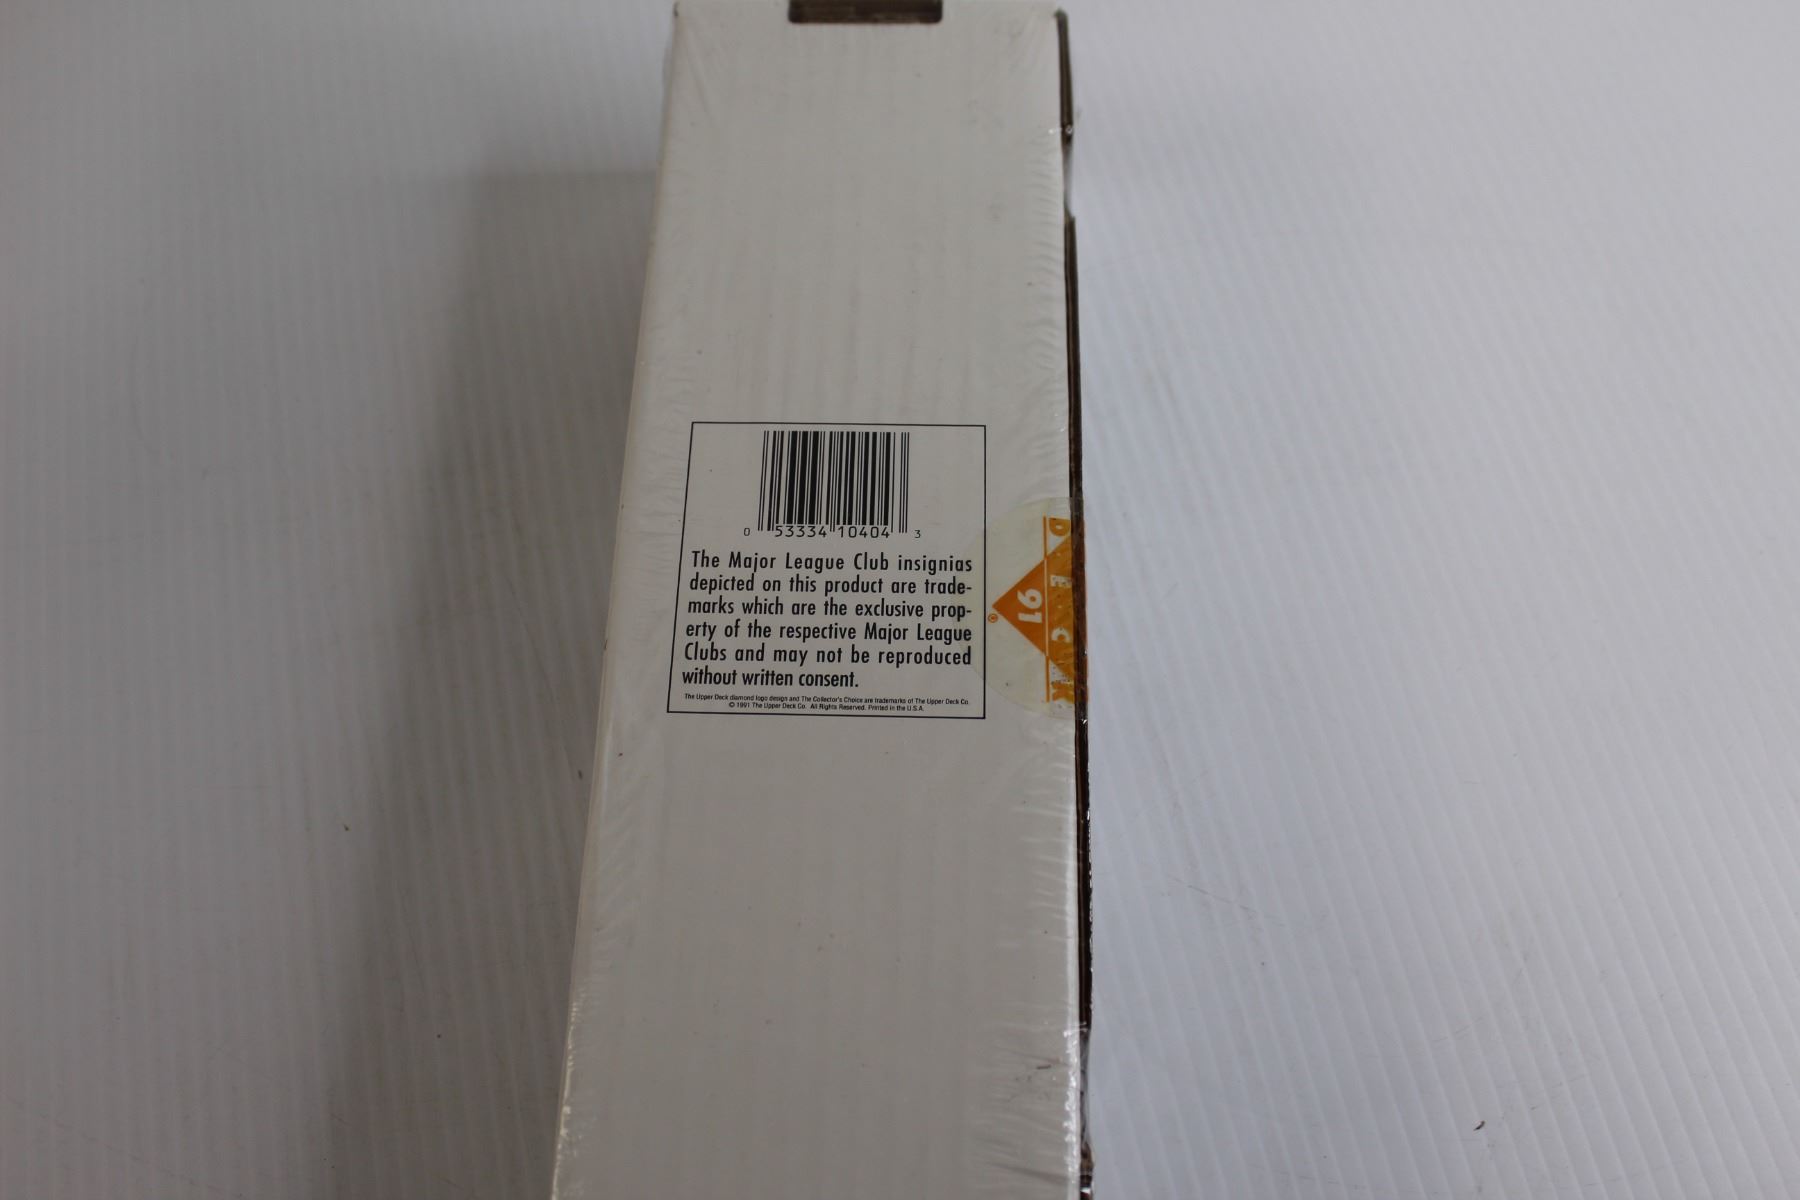 0 53334 10404 3
The Major League Club insignias
depicted on this product are trade-
marks which are the exclusive prop-
erty of the respective Major League
Clubs and may not be reproduced
without written consent.
The Upper Deck diamond logo design and The Collector's Choice are trademarks of The Upper Deck Co.
© 1991 The Upper Deck Co. All Rights Reserved. Printed in the U.S.A.
DECK
91
®